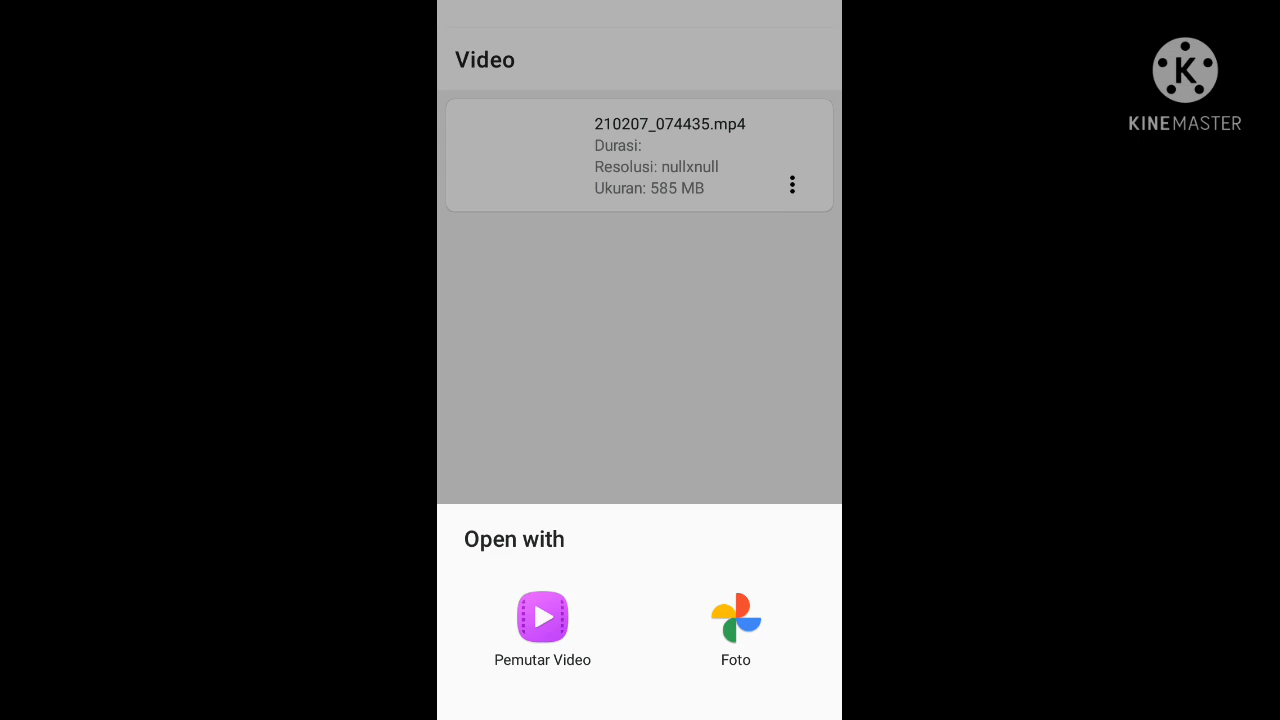 Video
210207_074435.mp4
Durasi:
Resolusi: nullxnull
Ukuran: 585 MB
K
KINEMASTER
Open with
Pemutar Video
Foto